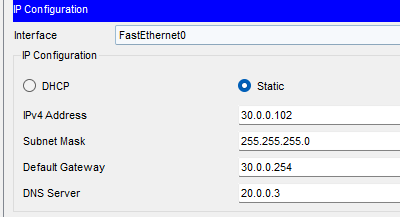 IP Configuration
Interface FastEthernet0
IP Configuration
DHCP Static
IPv4 Address 30.0.0.102
Subnet Mask 255.255.255.0
Default Gateway 30.0.0.254
DNS Server 20.0.0.3